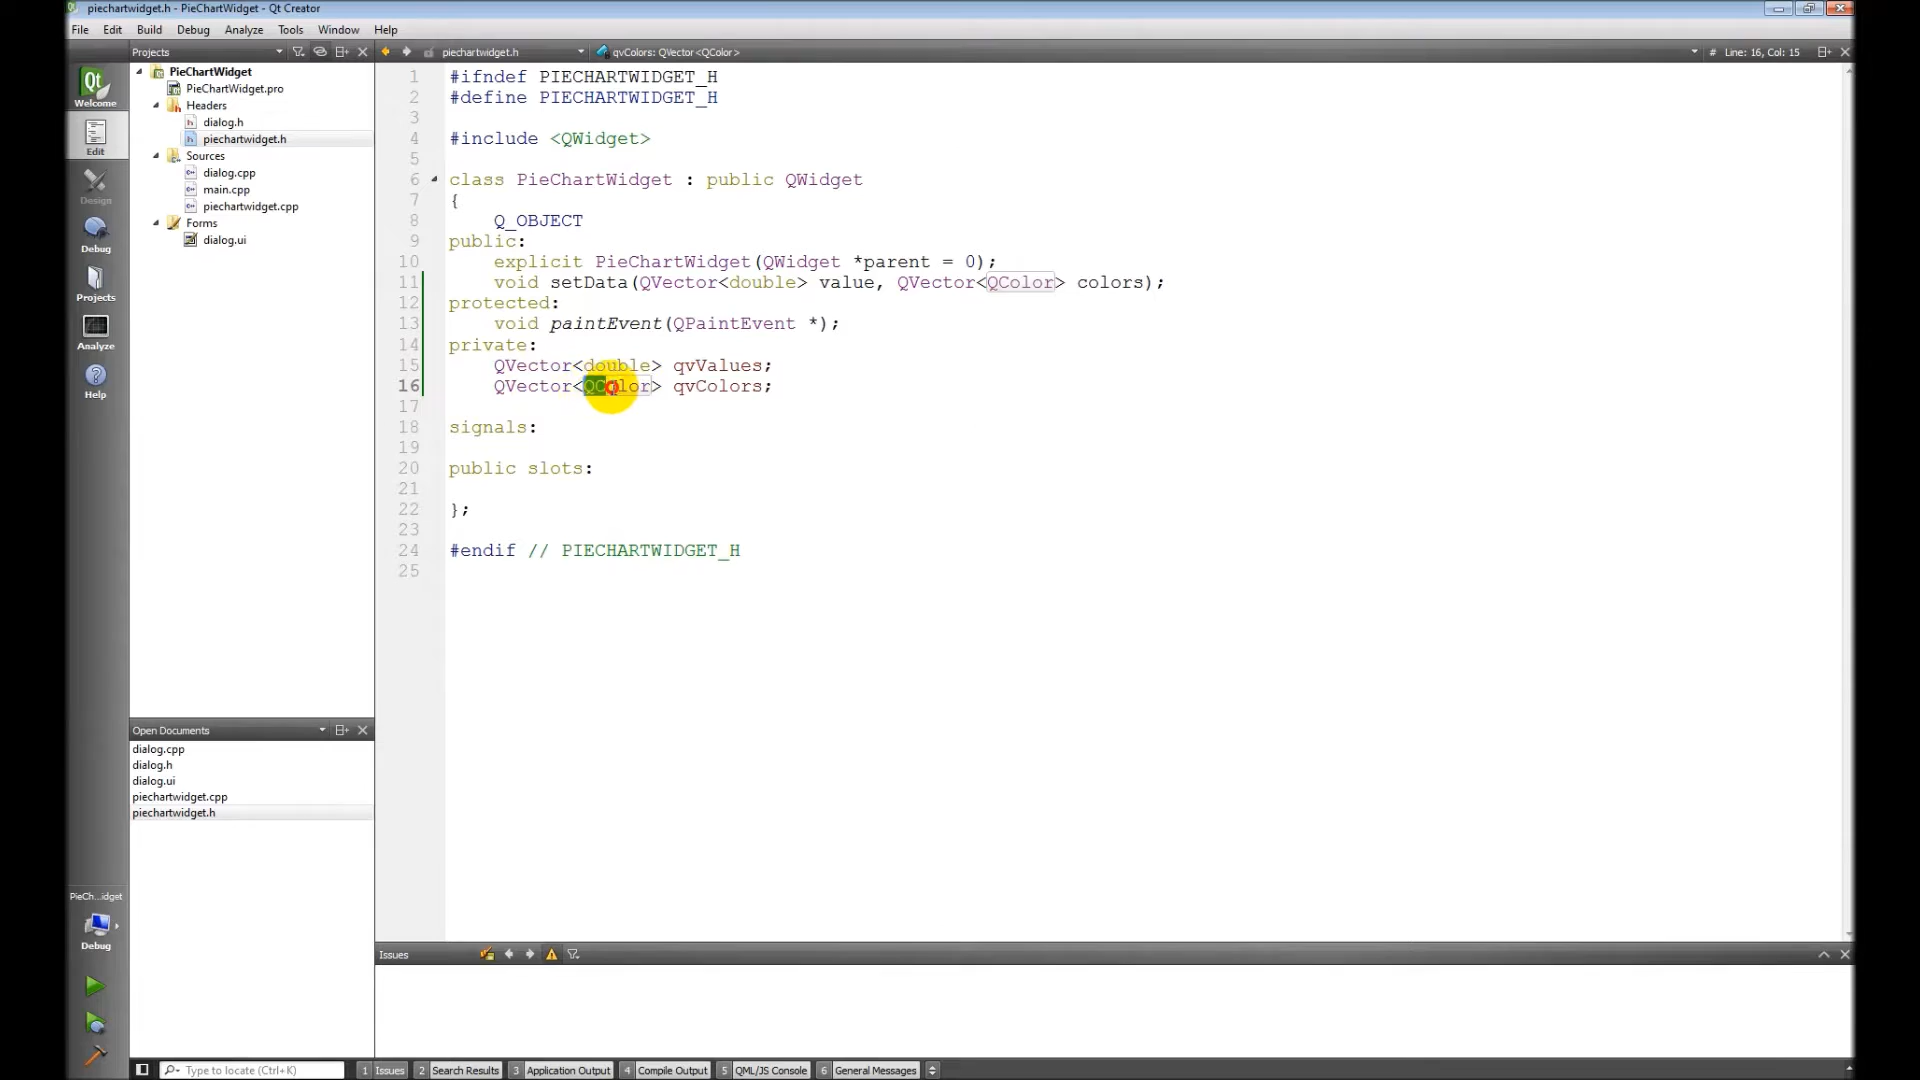 piechartwidget.h - PieChartWidget - Qt Creator
File Edit Build Debug Analyze Tools Window Help
Projects
piechartwidget.h
qvColors: QVector<QColor>
# Line: 16, Col: 15
Qt
Welcome
Edit
Design
Debug
Projects
Analyze
Help
PieChartWidget
PieChartWidget.pro
Headers
dialog.h
piechartwidget.h
Sources
dialog.cpp
main.cpp
piechartwidget.cpp
Forms
dialog.ui
1 #ifndef PIECHARTWIDGET_H
2 #define PIECHARTWIDGET_H
3
4 #include <QWidget>
5
6 class PieChartWidget : public QWidget
7 {
8 Q_OBJECT
9 public:
10 explicit PieChartWidget(QWidget *parent = 0);
11 void setData(QVector<double> value, QVector<QColor> colors);
12 protected:
13 void paintEvent(QPaintEvent *);
14 private:
15 QVector<double> qvValues;
16 QVector<QColor> qvColors;
17
18 signals:
19
20 public slots:
21
22 };
23
24 #endif // PIECHARTWIDGET_H
25
Open Documents
dialog.cpp
dialog.h
dialog.ui
piechartwidget.cpp
piechartwidget.h
PieCh...idget
Debug
Issues
Type to locate (Ctrl+K)
1 Issues 2 Search Results 3 Application Output 4 Compile Output 5 QML/JS Console 6 General Messages